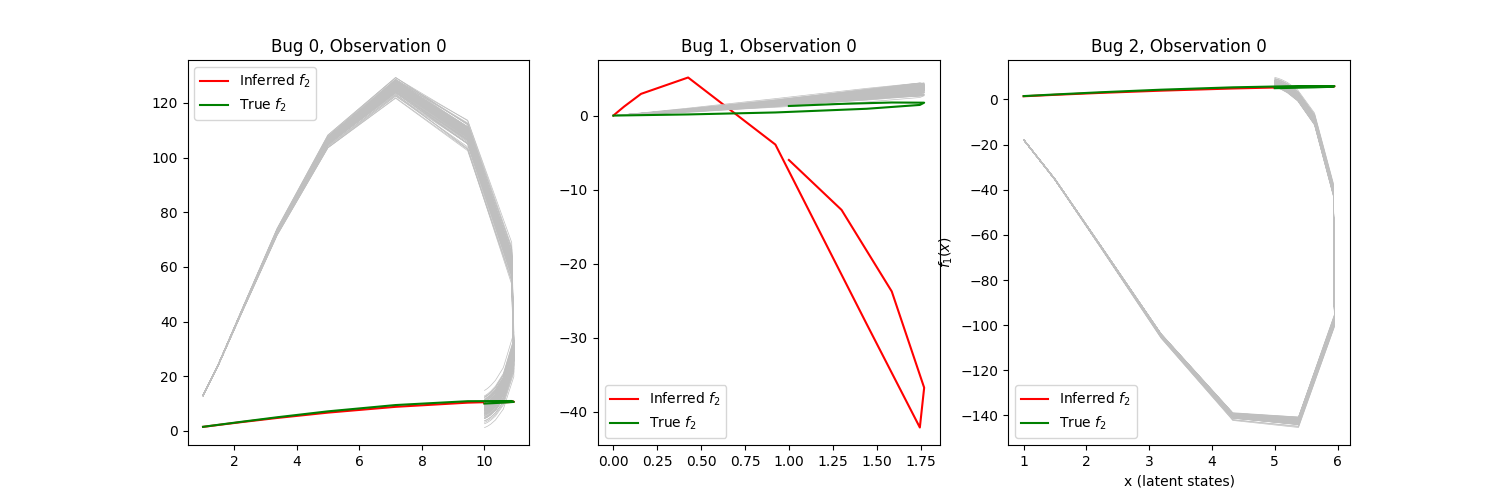 Bug 0, Observation 0
Inferred f₂
True f₂
120
100
80
60
40
20
0
2 4 6 8 10
Bug 1, Observation 0
0
−10
−20
−30
−40
Inferred f₂
True f₂
0.00 0.25 0.50 0.75 1.00 1.25 1.50 1.75
Bug 2, Observation 0
f₁(x)
0
−20
−40
−60
−80
−100
−120
−140
Inferred f₂
True f₂
1 2 3 4 5 6
x (latent states)